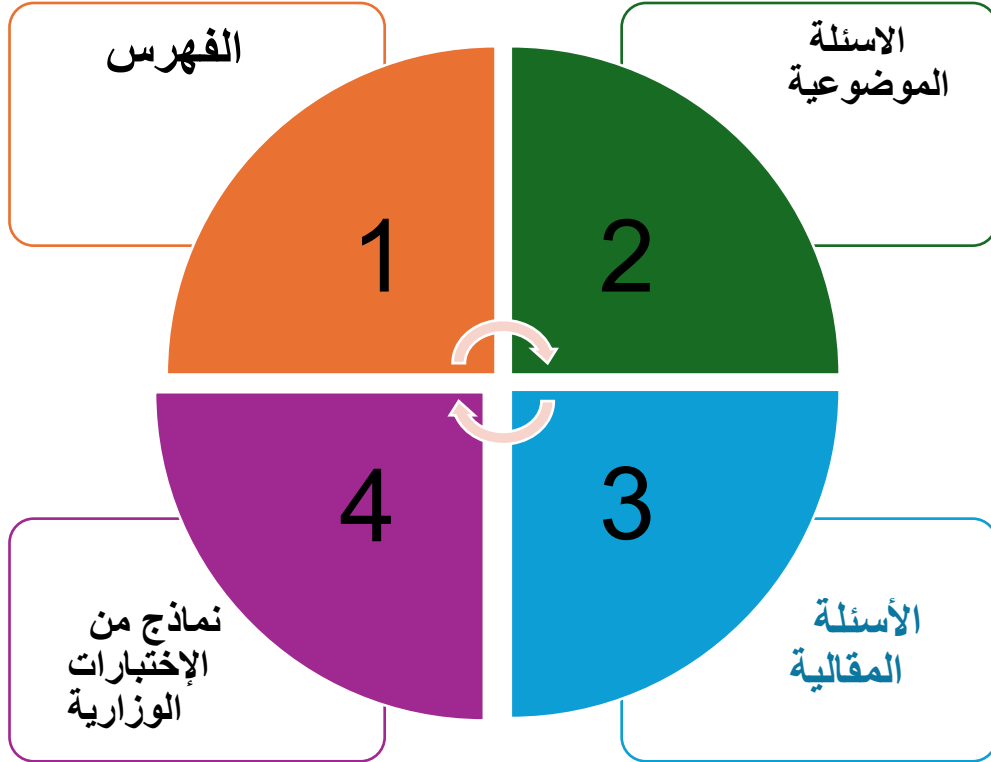 الفهرس
1
الاسئلة
الموضوعية
2
الأسئلة
المقالية
3
نماذج من
الإختبارات
الوزارية
4